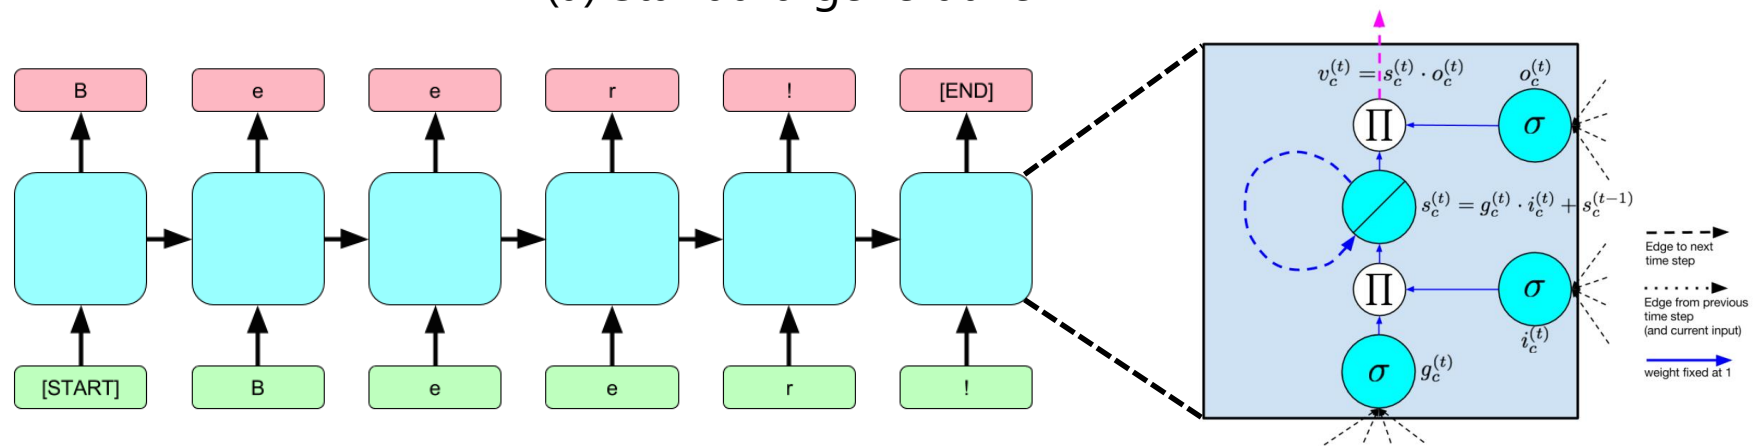 B e e r ! [END]
[START] B e e r !
v_c^{(t)} = s_c^{(t)} · o_c^{(t)}
o_c^{(t)}
∏ σ
s_c^{(t)} = g_c^{(t)} · i_c^{(t)} + s_c^{(t-1)}
∏ σ
i_c^{(t)}
σ g_c^{(t)}
Edge to next
time step
Edge from previous
time step
(and current input)
weight fixed at 1